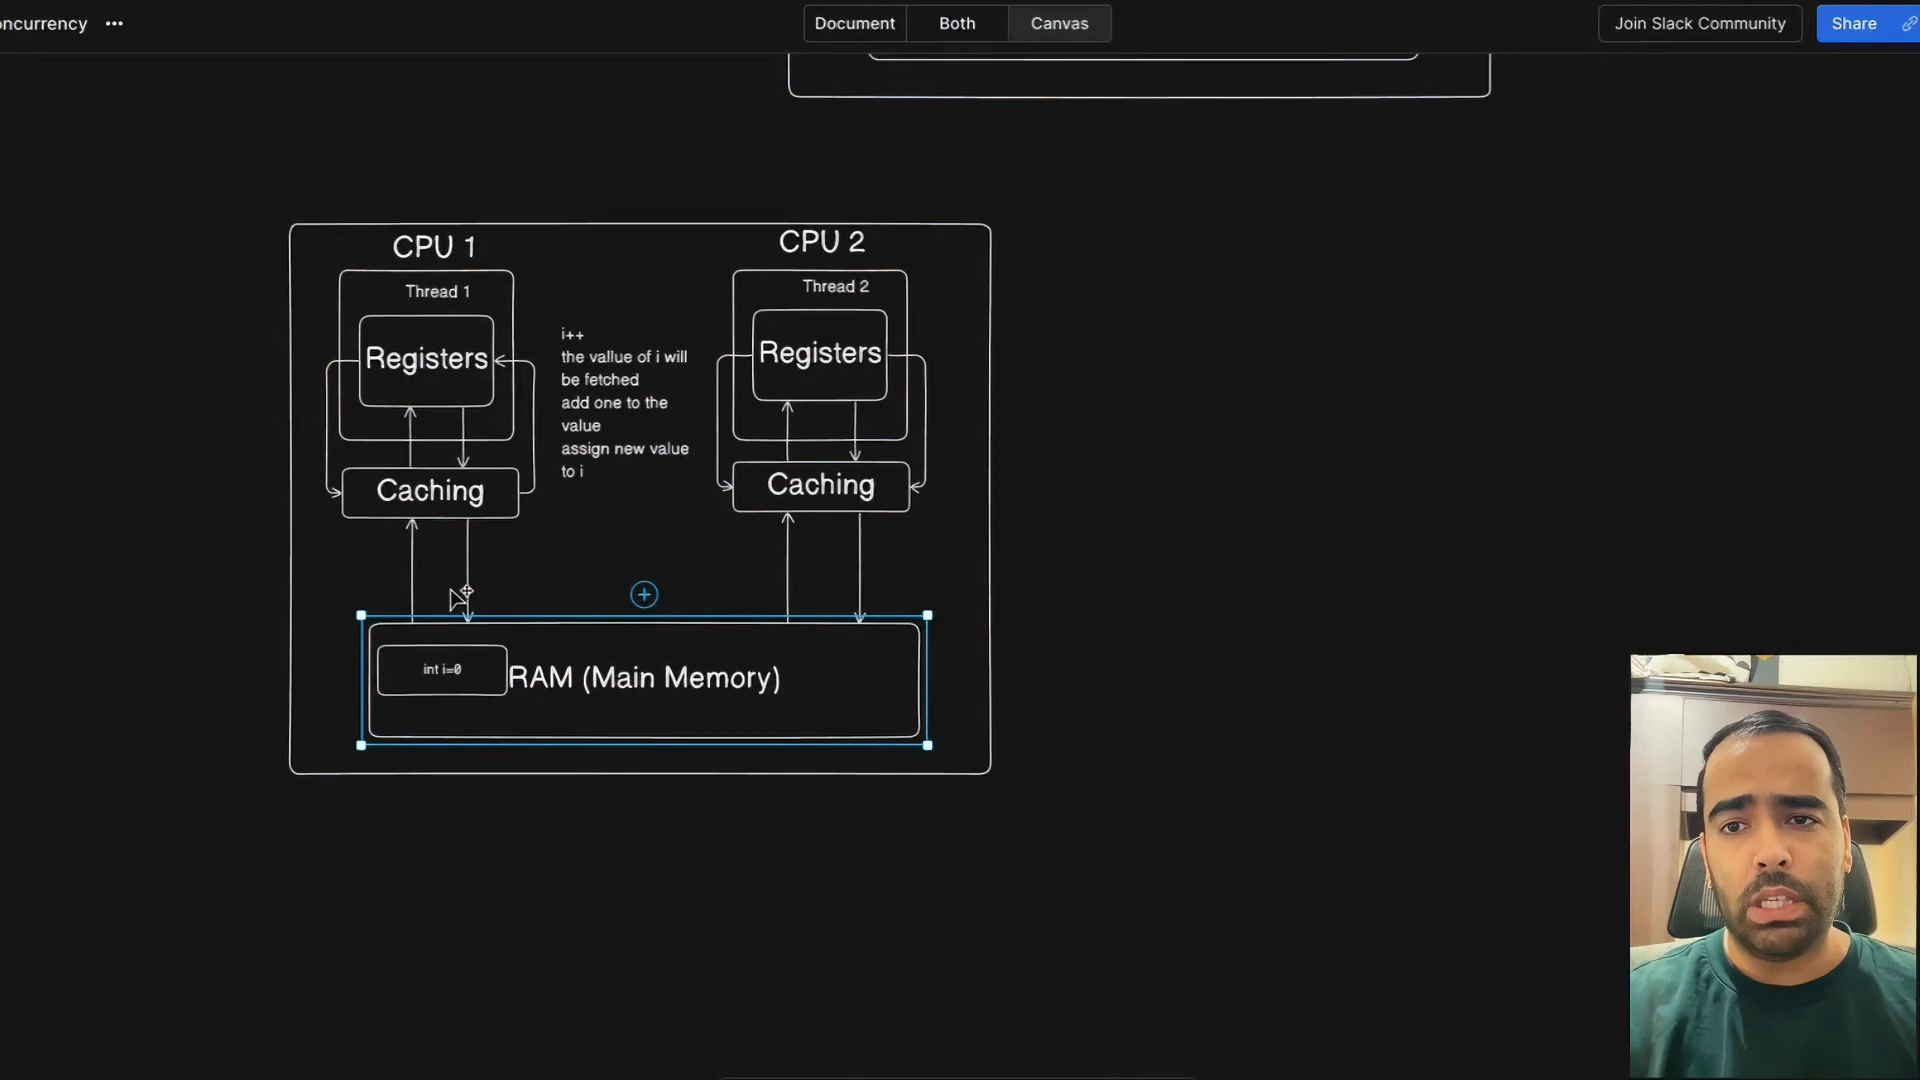 oncurrency ...
Document
Both
Canvas
Join Slack Community
Share
CPU 1
CPU 2
Thread 1
Thread 2
Registers
Registers
i++
the vallue of i will
be fetched
add one to the
value
assign new value
to i
Caching
Caching
int i=0
RAM (Main Memory)